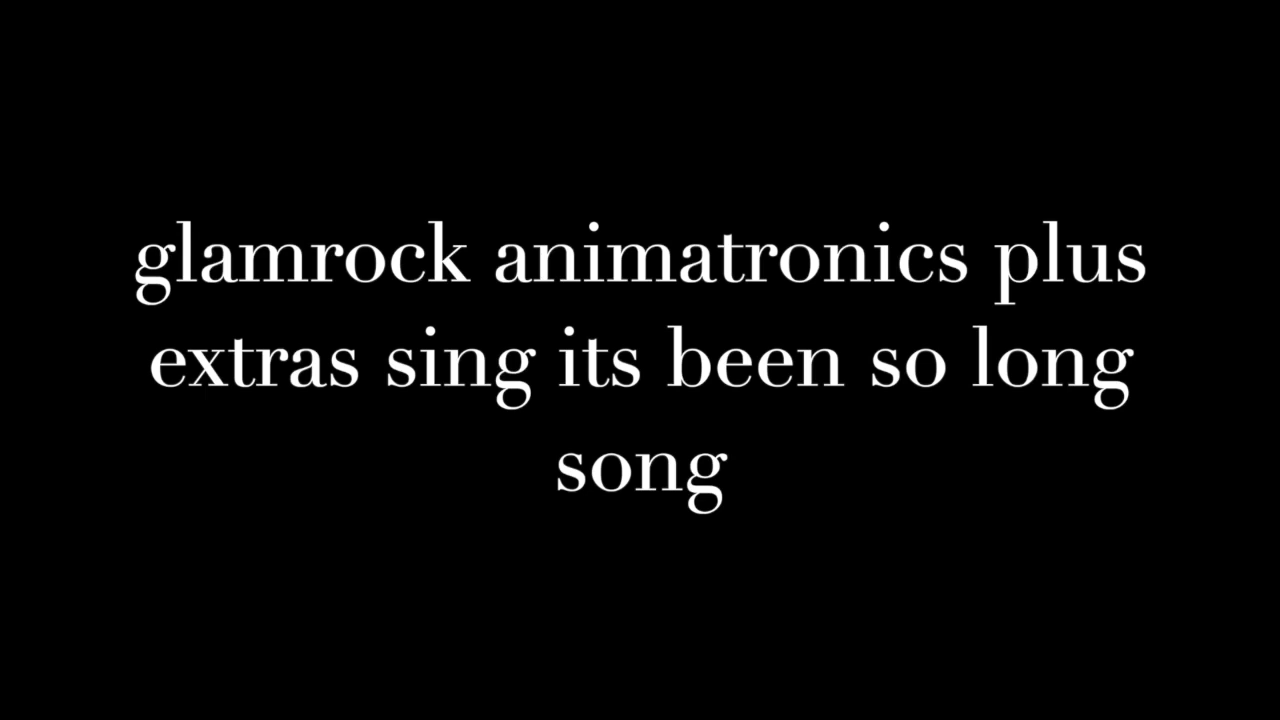 glamrock animatronics plus
extras sing its been so long
song